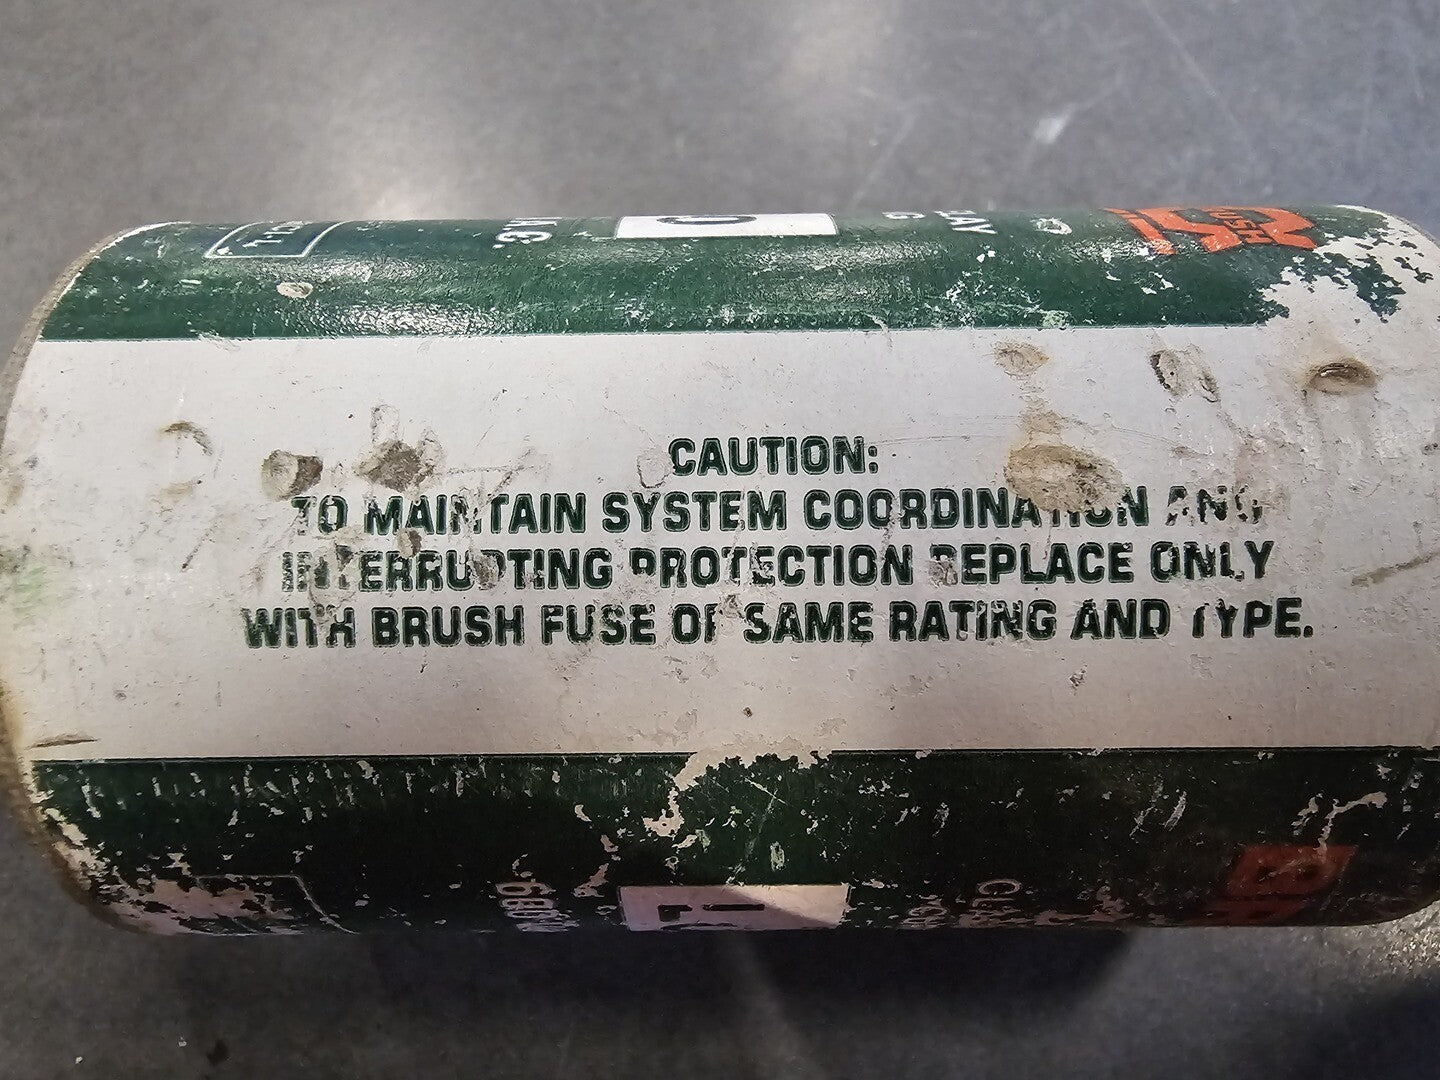 CAUTION:
TO MAINTAIN SYSTEM COORDINATION AND
INTERRUPTING PROTECTION REPLACE ONLY
WITH BRUSH FUSE OF SAME RATING AND TYPE.